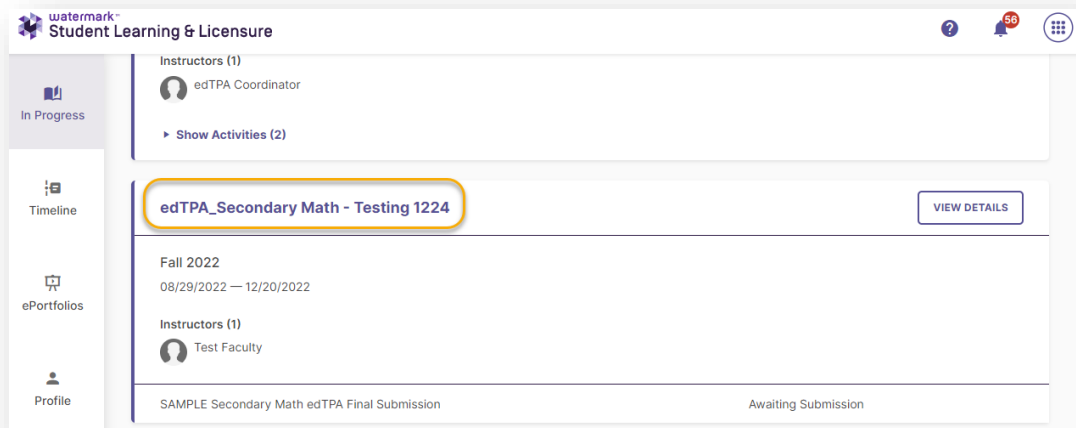 watermark™
Student Learning & Licensure
56
In Progress
Timeline
ePortfolios
Profile
Instructors (1)
edTPA Coordinator
Show Activities (2)
edTPA_Secondary Math - Testing 1224
VIEW DETAILS
Fall 2022
08/29/2022 — 12/20/2022
Instructors (1)
Test Faculty
SAMPLE Secondary Math edTPA Final Submission
Awaiting Submission